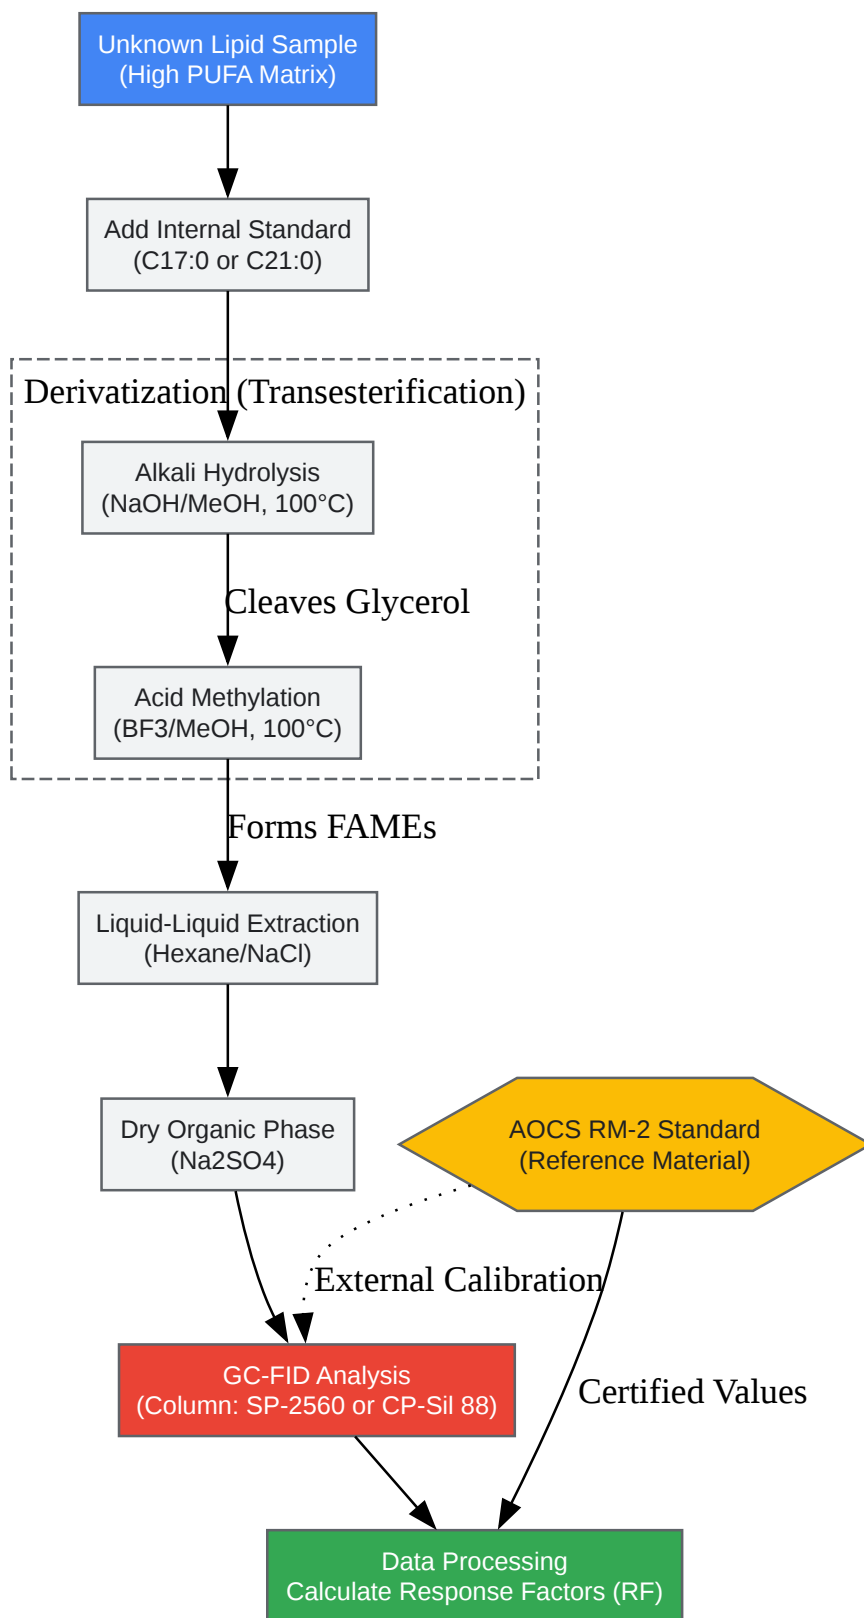 Unknown Lipid Sample
(High PUFA Matrix)
Add Internal Standard
(C17:0 or C21:0)
Derivatization (Transesterification)
Alkali Hydrolysis
(NaOH/MeOH, 100°C)
Cleaves Glycerol
Acid Methylation
(BF3/MeOH, 100°C)
Forms FAMEs
Liquid-Liquid Extraction
(Hexane/NaCl)
Dry Organic Phase
(Na2SO4)
AOCS RM-2 Standard
(Reference Material)
External Calibration
GC-FID Analysis
(Column: SP-2560 or CP-Sil 88)
Certified Values
Data Processing
Calculate Response Factors (RF)